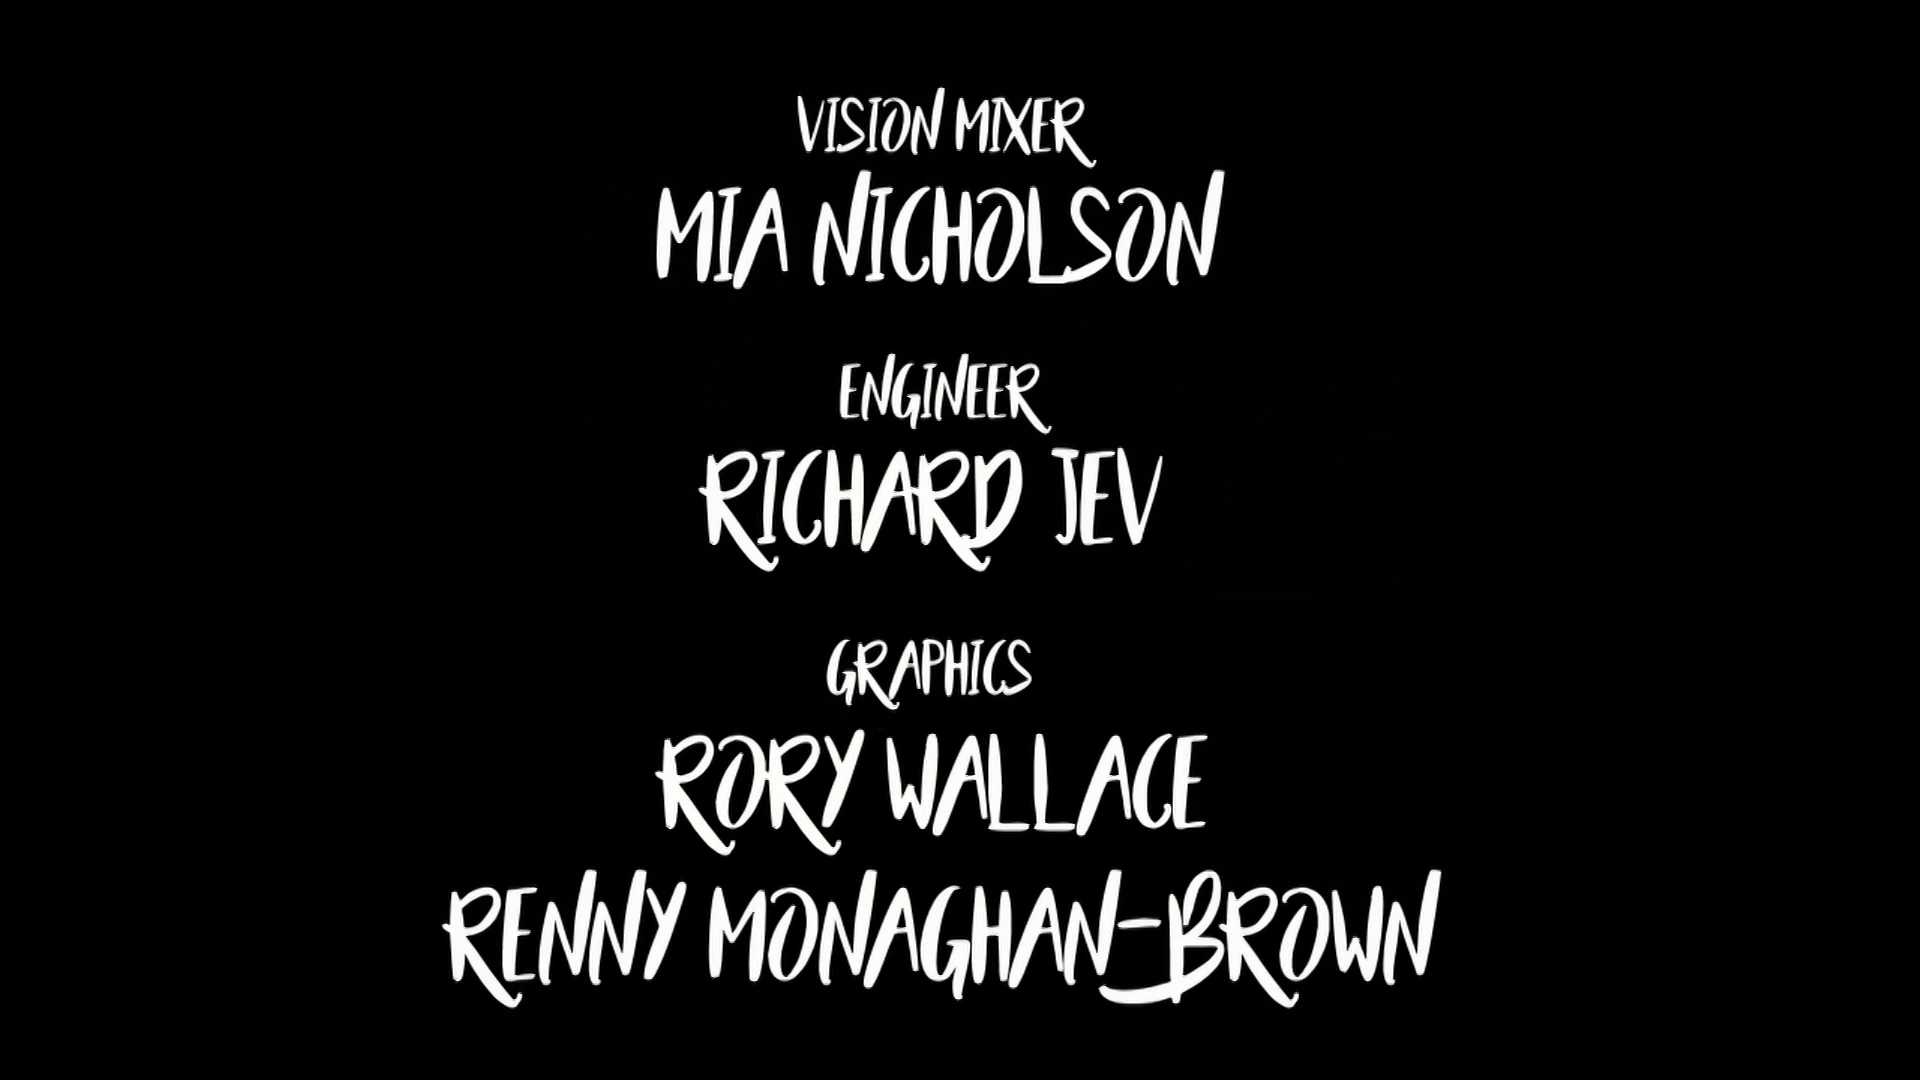 VISION MIXER
MIA NICHOLSON
ENGINEER
RICHARD JEV
GRAPHICS
RORY WALLACE
RENNY MONAGHAN-BROWN